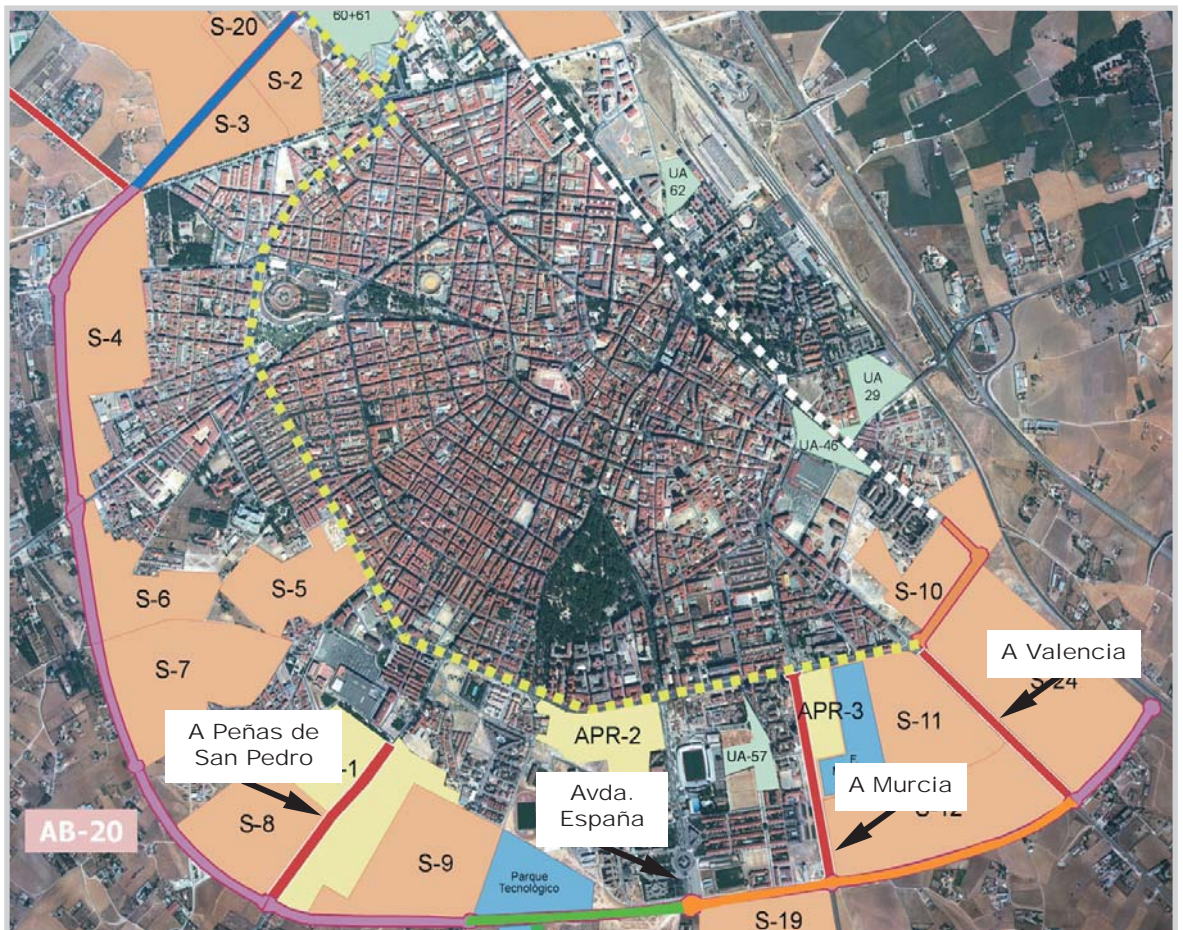 60+61
S-20
S-2
S-3
UA
62
S-4
UA
29
UA-46
S-5
S-6
S-10
A Valencia
S-24
S-7
APR-3
S-11
A Peñas de
San Pedro
APR-2
UA-57
-1
F.
A Murcia
Avda.
España
S-12
S-8
AB-20
S-9
Parque
Tecnológico
S-19